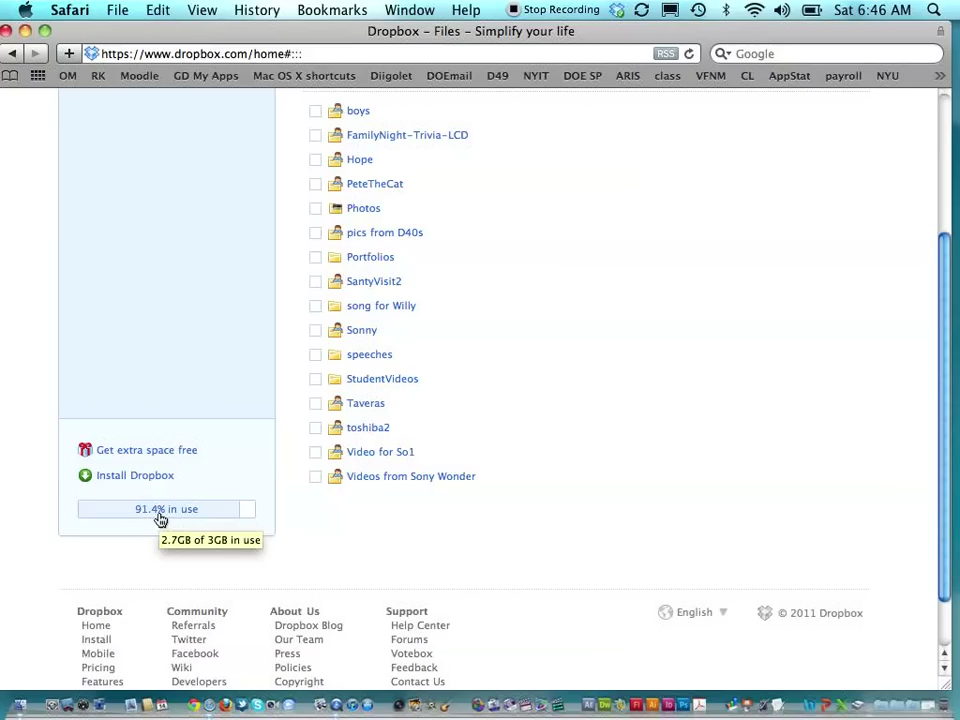 Safari File Edit View History Bookmarks Window Help Stop Recording Sat 6:46 AM
Dropbox – Files – Simplify your life
https://www.dropbox.com/home#::: RSS Google
OM RK Moodle GD My Apps Mac OS X shortcuts Diigolet DOEmail D49 NYIT DOE SP ARIS class VFNM CL AppStat payroll NYU
boys
FamilyNight-Trivia-LCD
Hope
PeteTheCat
Photos
pics from D40s
Portfolios
SantyVisit2
song for Willy
Sonny
speeches
StudentVideos
Taveras
toshiba2
Video for So1
Videos from Sony Wonder
Get extra space free
Install Dropbox
91.4% in use
2.7GB of 3GB in use
Dropbox Community About Us Support
Home Referrals Dropbox Blog Help Center
Install Twitter Our Team Forums
Mobile Facebook Press Votebox
Pricing Wiki Policies Feedback
Features Developers Copyright Contact Us
English © 2011 Dropbox